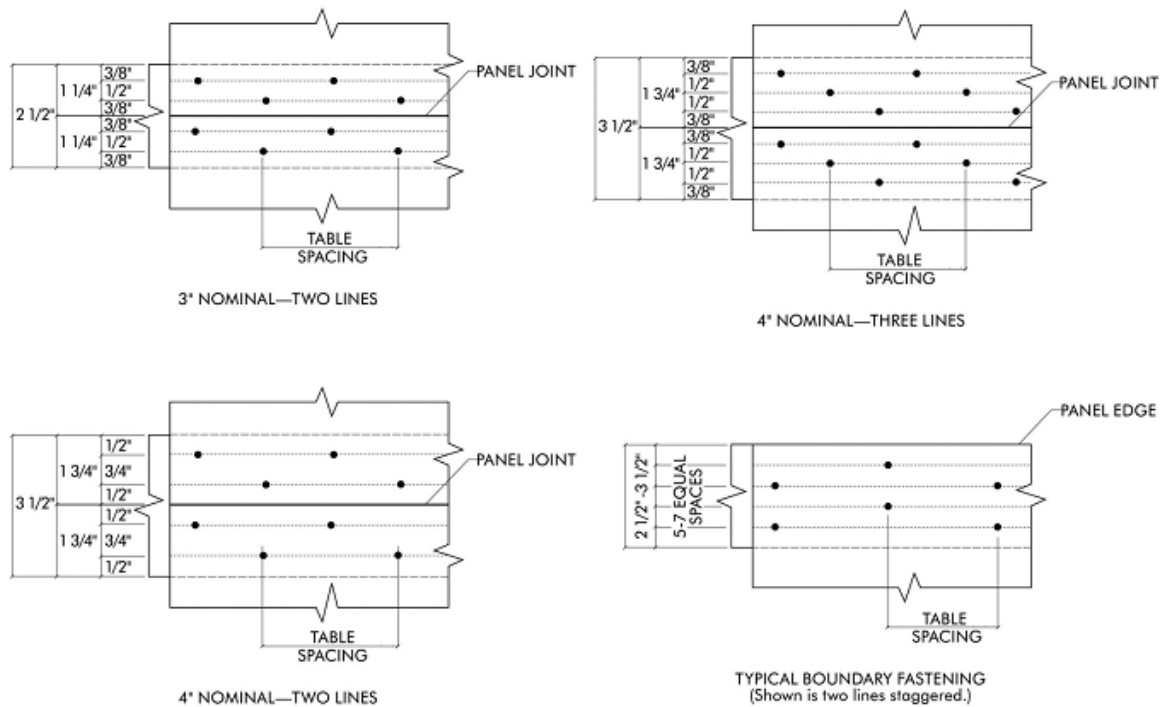 3/8"
1/2"
3/8"
3/8"
1/2"
3/8"
1 1/4"
1 1/4"
2 1/2"
PANEL JOINT
TABLE
SPACING
3" NOMINAL—TWO LINES
3/8"
1/2"
1/2"
3/8"
3/8"
1/2"
1/2"
3/8"
1 3/4"
1 3/4"
3 1/2"
PANEL JOINT
TABLE
SPACING
4" NOMINAL—THREE LINES
1/2"
3/4"
1/2"
1/2"
3/4"
1/2"
1 3/4"
1 3/4"
3 1/2"
PANEL JOINT
TABLE
SPACING
4" NOMINAL—TWO LINES
PANEL EDGE
2 1/2" -3 1/2"
5-7 EQUAL
SPACES
TABLE
SPACING
TYPICAL BOUNDARY FASTENING
(Shown is two lines staggered.)